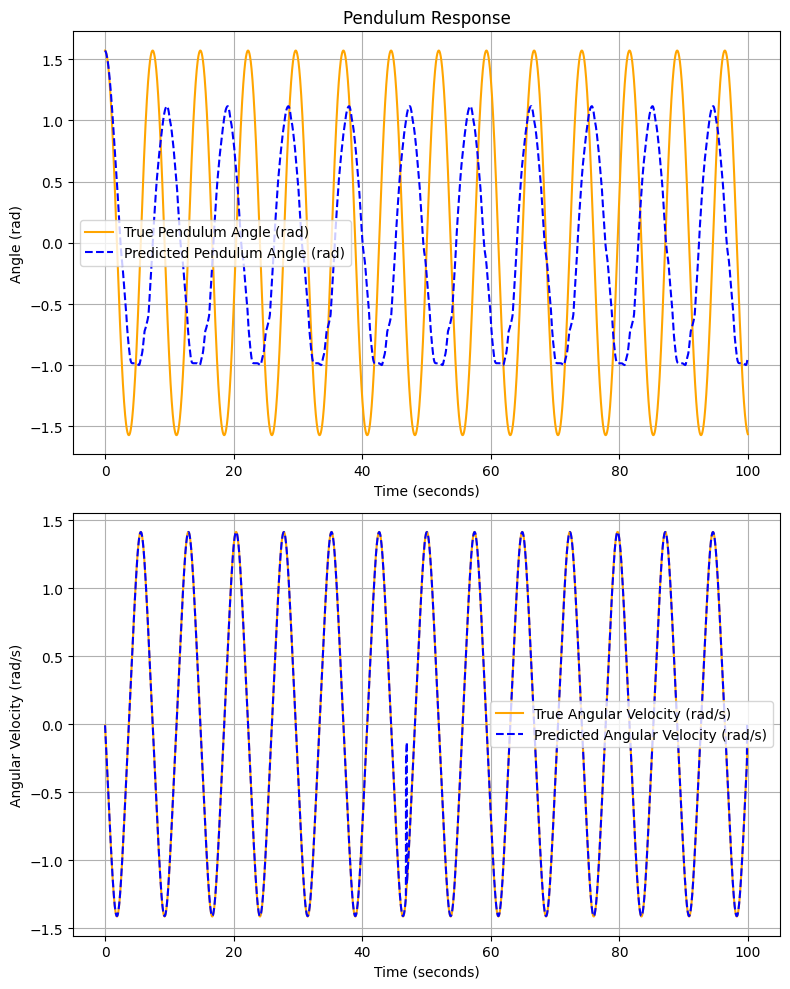 Pendulum Response
1.5
1.0
0.5
0.0
−0.5
−1.0
−1.5
Angle (rad)
True Pendulum Angle (rad)
Predicted Pendulum Angle (rad)
0 20 40 60 80 100
Time (seconds)
1.5
1.0
0.5
0.0
−0.5
−1.0
−1.5
Angular Velocity (rad/s)
True Angular Velocity (rad/s)
Predicted Angular Velocity (rad/s)
0 20 40 60 80 100
Time (seconds)